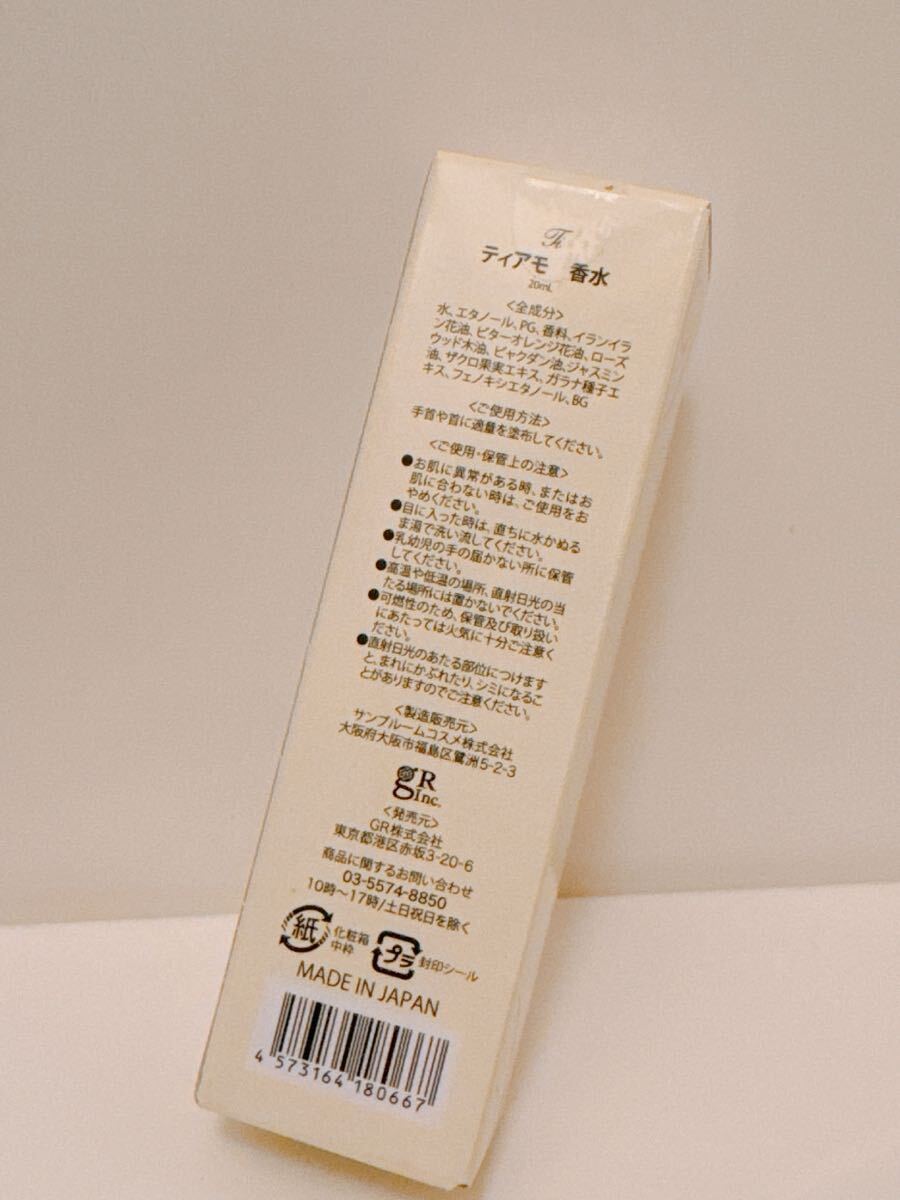 ティアモ 香水
20mL
<全成分>
水、エタノール、PG、香料、イランイラ
ン花油、ビターオレンジ花油、ローズ
ウッド木油、ビャクダン油、ジャスミン
油、ザクロ果実エキス、ガラナ種子エ
キス、フェノキシエタノール、BG
<ご使用方法>
手首や首に適量を塗布してください。
<ご使用・保管上の注意>
●お肌に異常がある時、またはお
肌に合わない時は、ご使用をお
やめください。
●目に入った時は、直ちに水かぬる
ま湯で洗い流してください。
●乳幼児の手の届かない所に保管
してください。
●高温や低温の場所、直射日光の当
たる場所には置かないでください。
●可燃性のため、保管及び取り扱い
にあたっては火気に十分ご注意く
ださい。
●直射日光のあたる部位につけます
と、まれにかぶれたり、シミになるこ
とがありますのでご注意ください。
<製造販売元>
サンプルームコスメ株式会社
大阪府大阪市福島区鷺洲5-2-3
gR
Inc.
<発売元>
GR株式会社
東京都港区赤坂3-20-6
商品に関するお問い合わせ
03-5574-8850
10時～17時/土日祝日を除く
紙 化粧箱
中枠
プラ 封印シール
MADE IN JAPAN
4 573164 180667